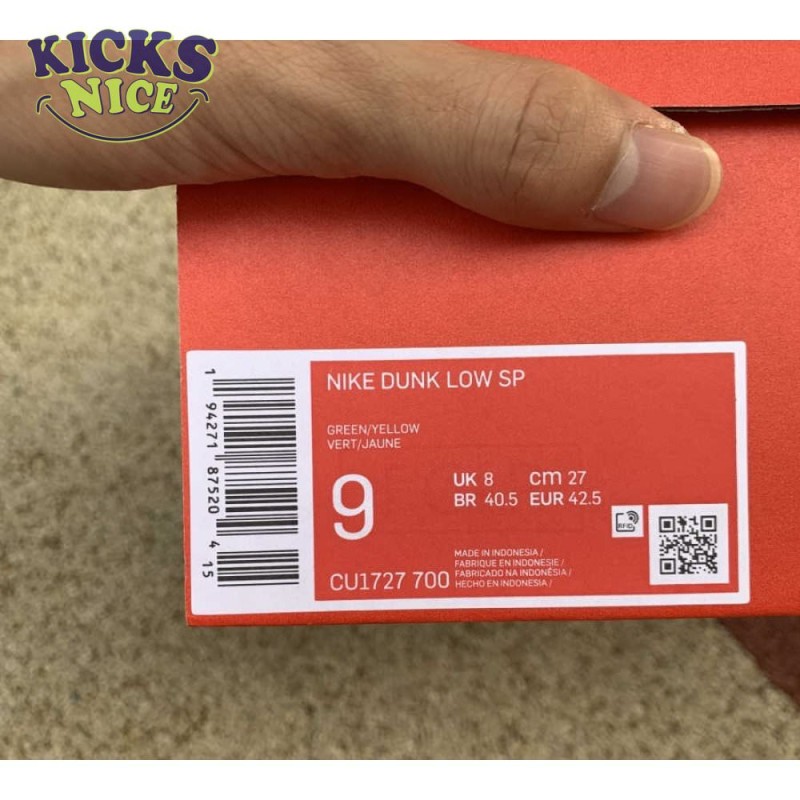 KICKS
NICE
NIKE DUNK LOW SP
GREEN/YELLOW
VERT/JAUNE
9
UK 8 cm 27
BR 40.5 EUR 42.5
RFID
CU1727 700
MADE IN INDONESIA /
FABRIQUE EN INDONESIE /
FABRICADO NA INDONÉSIA /
HECHO EN INDONESIA /
1 94271 87520 4 15